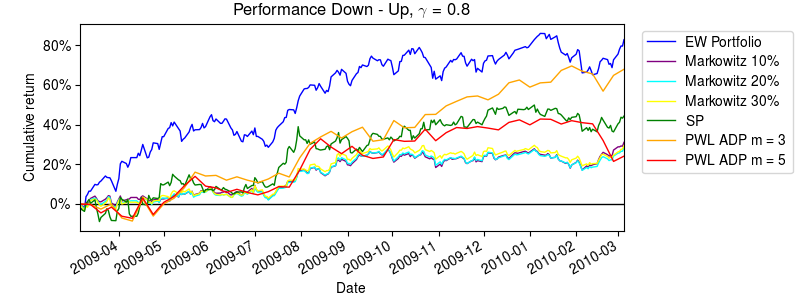 Performance Down - Up, γ = 0.8
Cumulative return
80%
60%
40%
20%
0%
2009-04
2009-05
2009-06
2009-07
2009-08
2009-09
2009-10
2009-11
2009-12
2010-01
2010-02
2010-03
Date
EW Portfolio
Markowitz 10%
Markowitz 20%
Markowitz 30%
SP
PWL ADP m = 3
PWL ADP m = 5